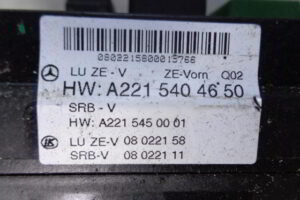 0802215800015766
LU ZE-V ZE-Vorn Q02
HW: A221 540 46 50
SRB - V
HW: A221 545 00 01
LU ZE-V 08 0221 58
SRB-V 08 0221 11